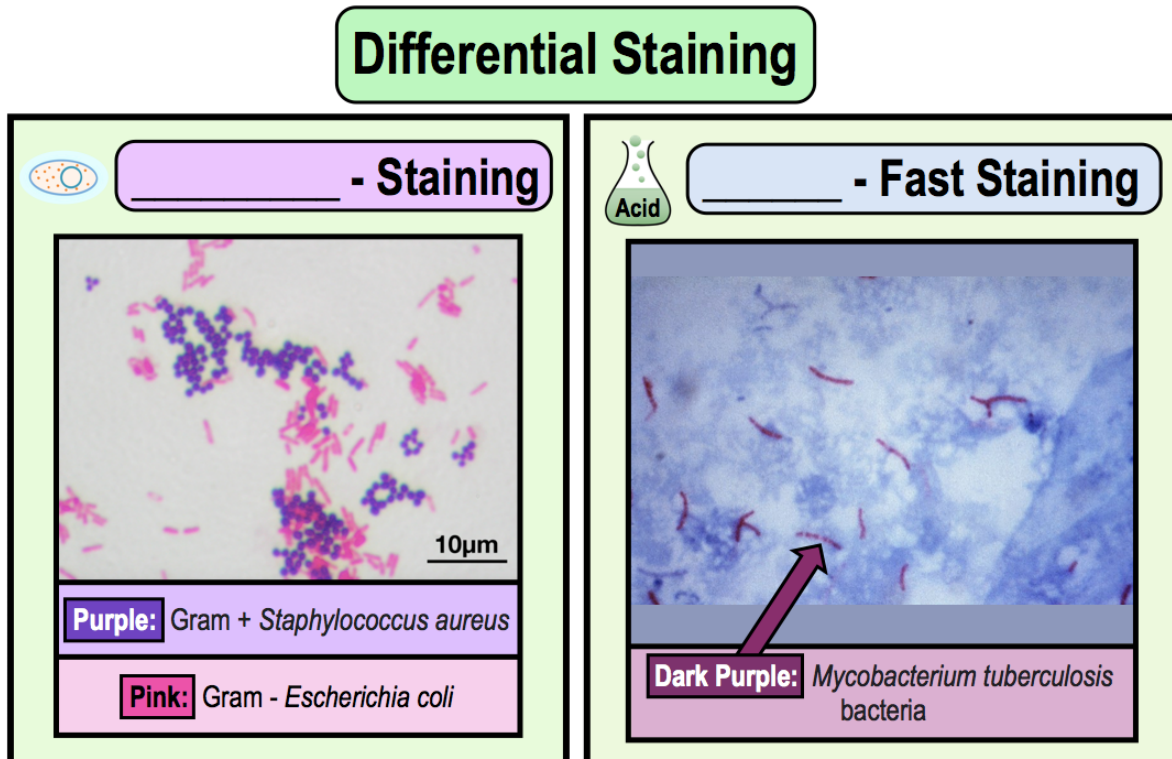 Differential Staining
_________ - Staining
10µm
Purple: Gram + Staphylococcus aureus
Pink: Gram - Escherichia coli
Acid
______ - Fast Staining
Dark Purple: Mycobacterium tuberculosis
bacteria